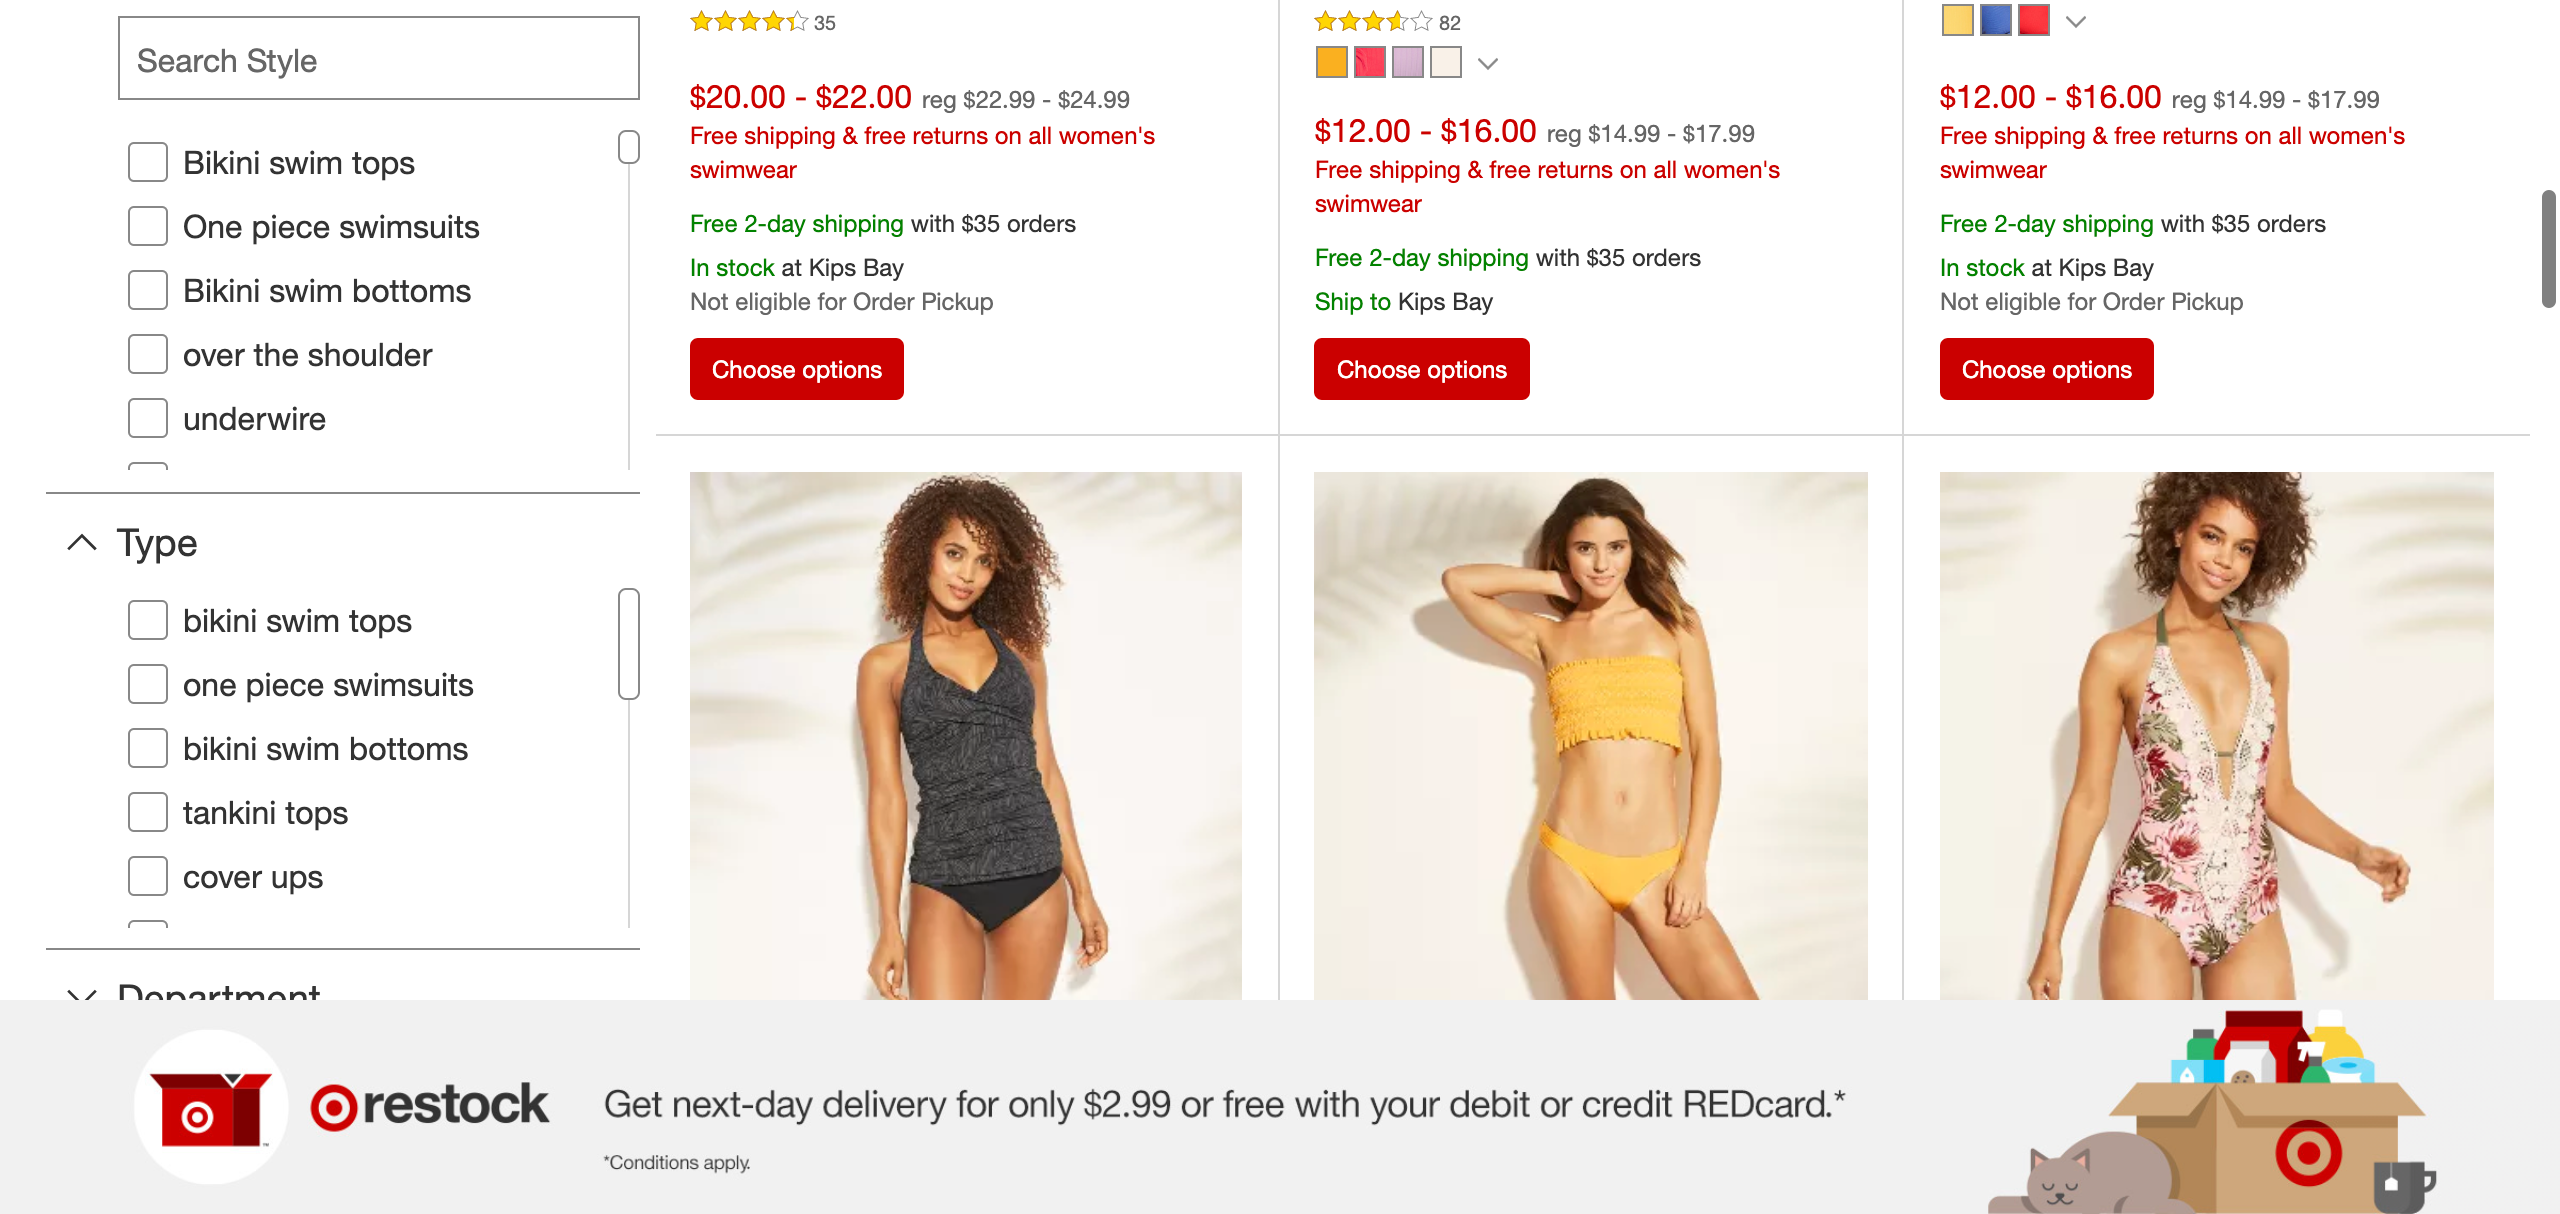 Search Style
Bikini swim tops
One piece swimsuits
Bikini swim bottoms
over the shoulder
underwire
Type
bikini swim tops
one piece swimsuits
bikini swim bottoms
tankini tops
cover ups
Department
35
$20.00 - $22.00 reg $22.99 - $24.99
Free shipping & free returns on all women's
swimwear
Free 2-day shipping with $35 orders
In stock at Kips Bay
Not eligible for Order Pickup
Choose options
82
$12.00 - $16.00 reg $14.99 - $17.99
Free shipping & free returns on all women's
swimwear
Free 2-day shipping with $35 orders
Ship to Kips Bay
Choose options
$12.00 - $16.00 reg $14.99 - $17.99
Free shipping & free returns on all women's
swimwear
Free 2-day shipping with $35 orders
In stock at Kips Bay
Not eligible for Order Pickup
Choose options
restock
Get next-day delivery for only $2.99 or free with your debit or credit REDcard.*
*Conditions apply.